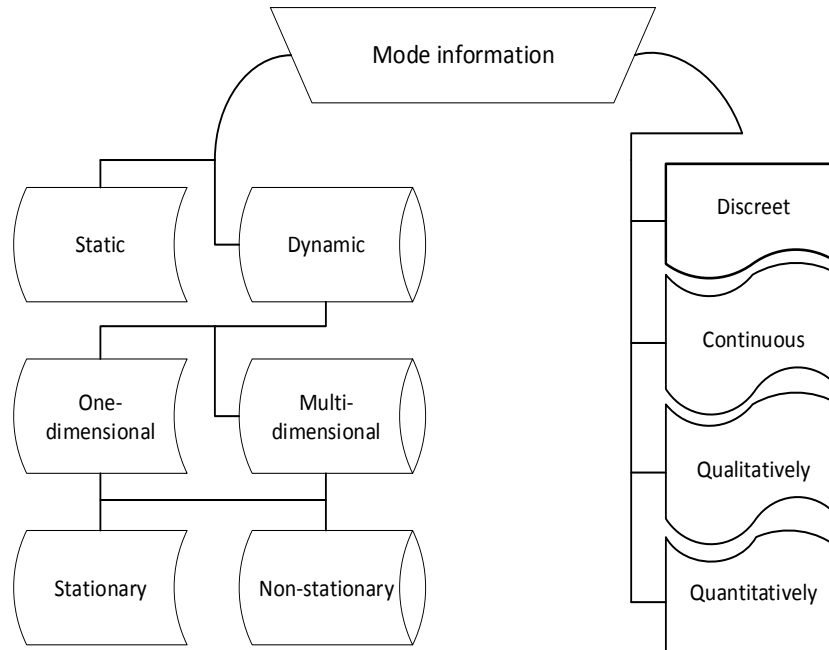 Mode information
Static
Dynamic
One-
dimensional
Multi-
dimensional
Stationary
Non-stationary
Discreet
Continuous
Qualitatively
Quantitatively